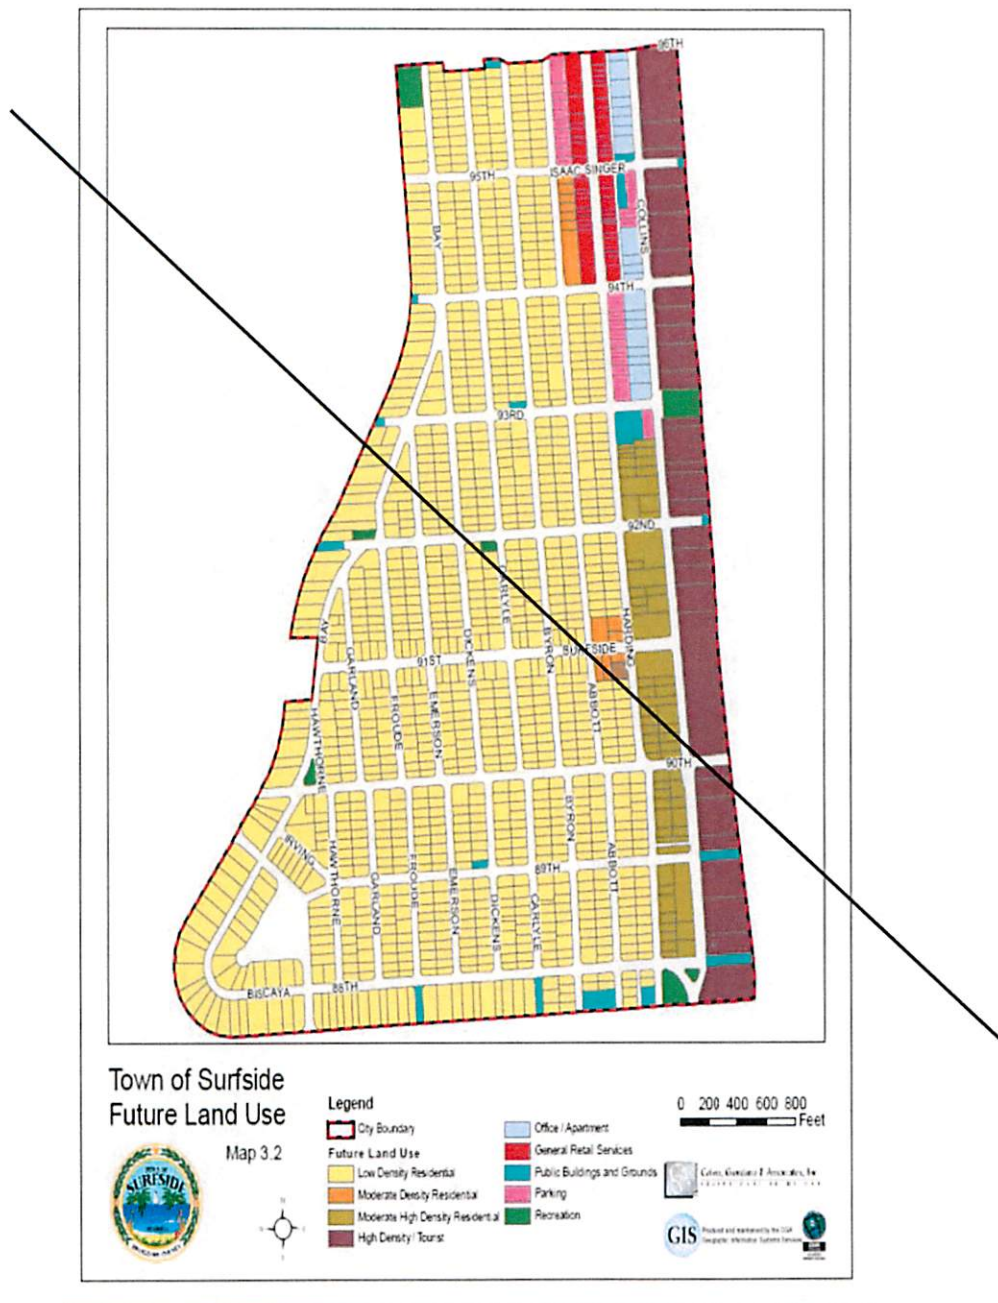 96TH
95TH
ISAAC SINGER
BAY
COLLINS
94TH
93RD
92ND
CARLYLE
BAY
DICKENS
BYRON
HARDING
SURFSIDE
91ST
GARLAND
FROUDE
EMERSON
ABBOTT
HAWTHORNE
90TH
BYRON
IRVING
HAWTHORNE
GARLAND
FROUDE
EMERSON
DICKENS
CARLYLE
ABBOTT
89TH
BISCAYA
88TH
Town of Surfside
Future Land Use
Map 3.2
SURFSIDE
Legend
City Boundary
Future Land Use
Low Density Residential
Moderate Density Residential
Moderate High Density Residential
High Density / Tourist
Office / Apartment
General Retail Services
Public Buildings and Grounds
Parking
Recreation
0 200 400 600 800
Feet
N
GIS